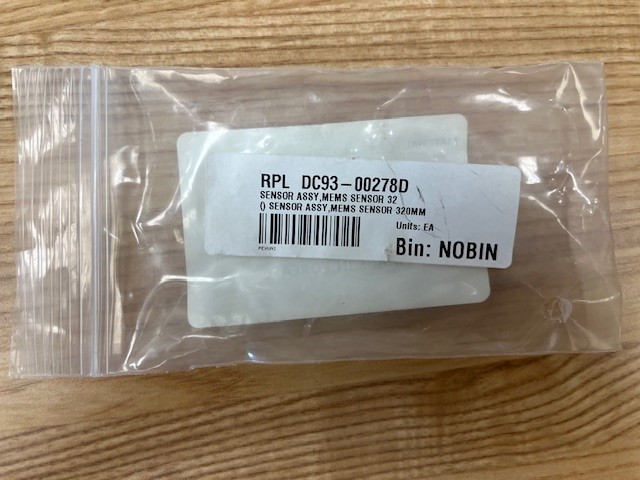 RPL DC93-00278D
SENSOR ASSY,MEMS SENSOR 32
() SENSOR ASSY,MEMS SENSOR 320MM
Units: EA
Bin: NOBIN